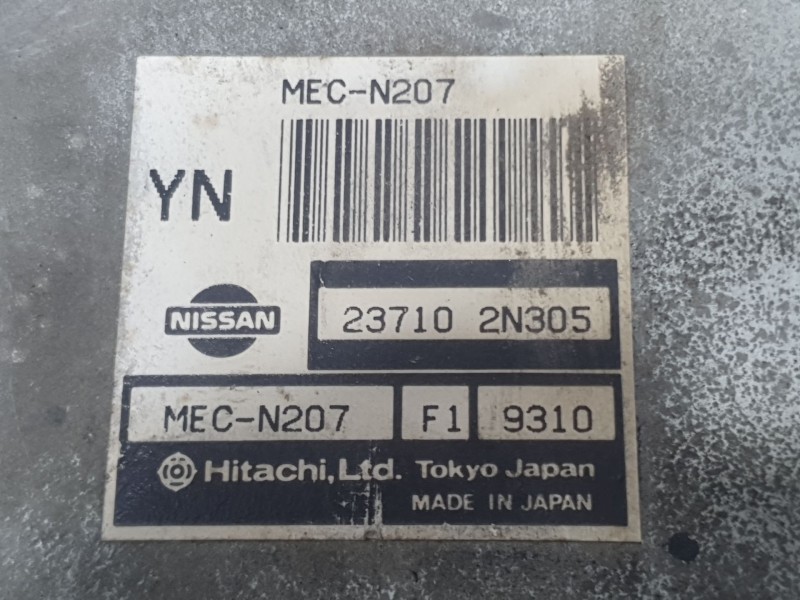 MEC-N207
YN
NISSAN
23710 2N305
MEC-N207 F1 9310
Hitachi, Ltd. Tokyo Japan
MADE IN JAPAN